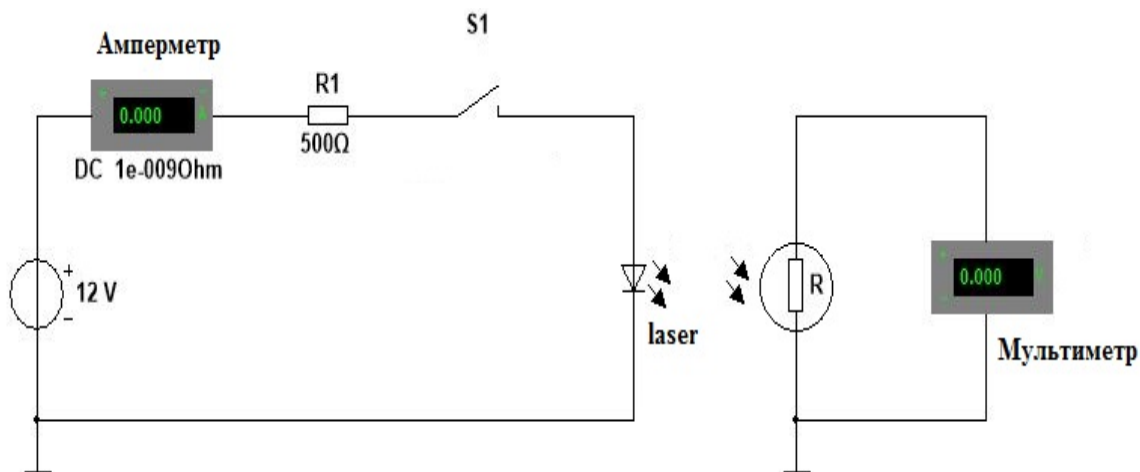 S1
Амперметр
R1
+ −
0.000 A
500Ω
DC 1e-009Ohm
+
12 V
−
laser
R
+
0.000
−
Мультиметр